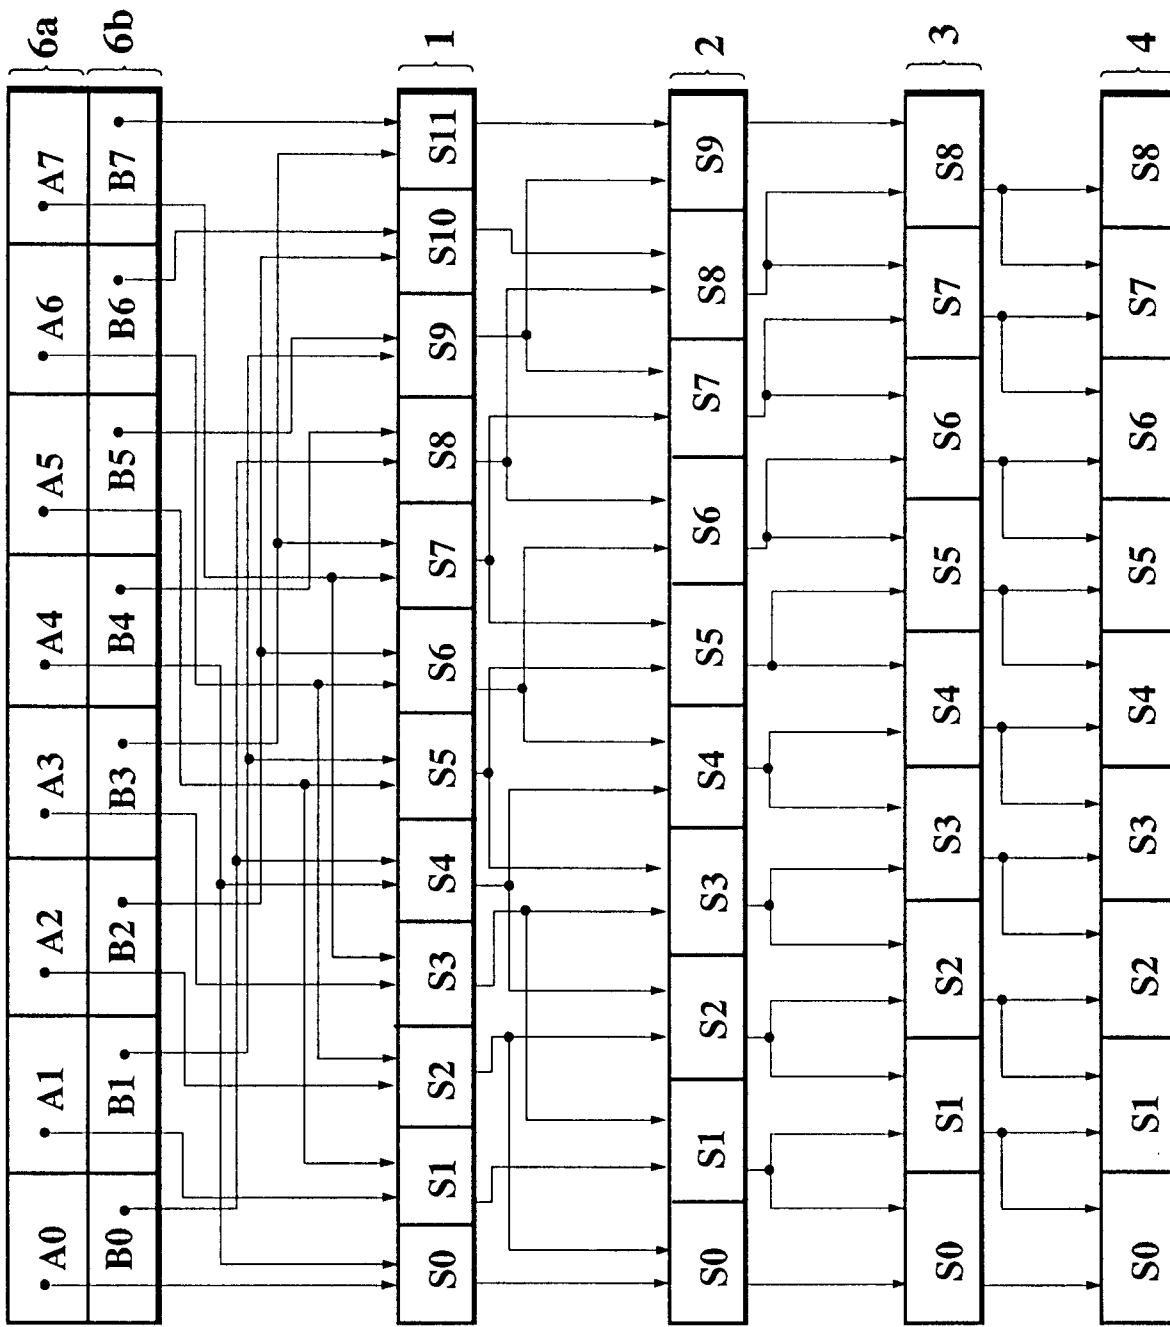 A0 A1 A2 A3 A4 A5 A6 A7 6a
B0 B1 B2 B3 B4 B5 B6 B7 6b
S0 S1 S2 S3 S4 S5 S6 S7 S8 S9 S10 S11 1
S0 S1 S2 S3 S4 S5 S6 S7 S8 S9 2
S0 S1 S2 S3 S4 S5 S6 S7 S8 3
S0 S1 S2 S3 S4 S5 S6 S7 S8 4